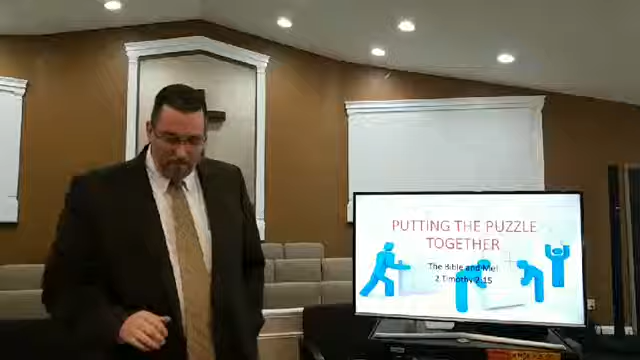 PUTTING THE PUZZLE
TOGETHER
The Bible and Me!
2 Timothy 2:15